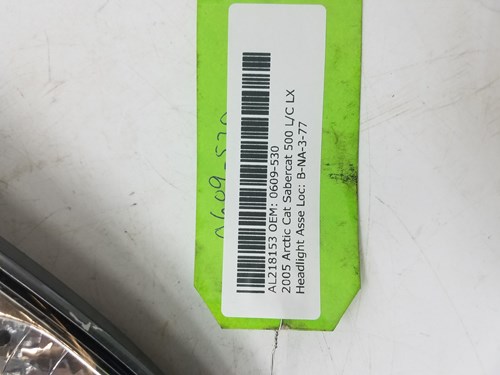 AL218153 OEM: 0609-530
2005 Arctic Cat Sabercat 500 L/C LX
Headlight Asse Loc: B-NA-3-77
0609-530